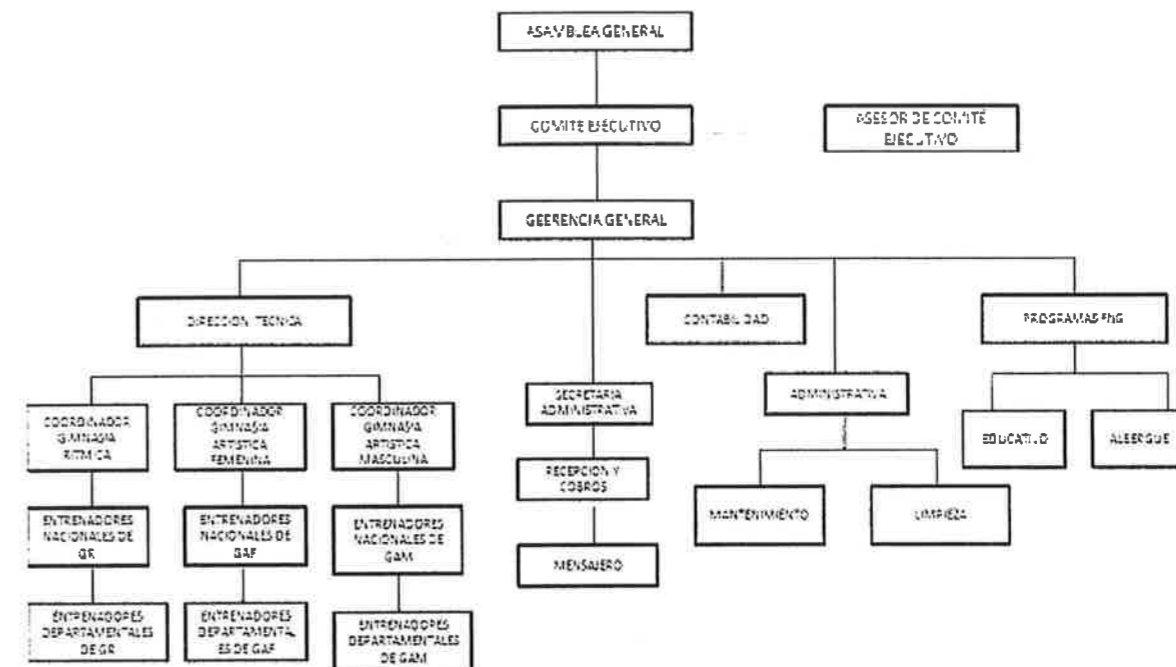 ASAMBLEA GENERAL
COMITE EJECUTIVO
ASESOR DE COMITÉ
EJECUTIVO
GEERENCIA GENERAL
DIRECCION TECNICA
CONTABILIDAD
PROGRAMAS FNG
SECRETARIA
ADMINISTRATIVA
ADMINISTRATIVA
COORDINADOR
GIMNASIA
RITMICA
COORDINADOR
GIMNASIA
ARTISTICA
FEMENINA
COORDINADOR
GIMNASIA
ARTISTICA
MASCULINA
EDUCATIVO
ALBERGUE
RECEPCION Y
COBROS
MANTENIMIENTO
LIMPIEZA
ENTRENADORES
NACIONALES DE
GR
ENTRENADORES
NACIONALES DE
GAF
ENTRENADORES
NACIONALES DE
GAM
MENSAJERO
ENTRENADORES
DEPARTAMENTALES
DE GR
ENTRENADORES
DEPARTAMENTAL
ES DE GAF
ENTRENADORES
DEPARTAMENTALES
DE GAM